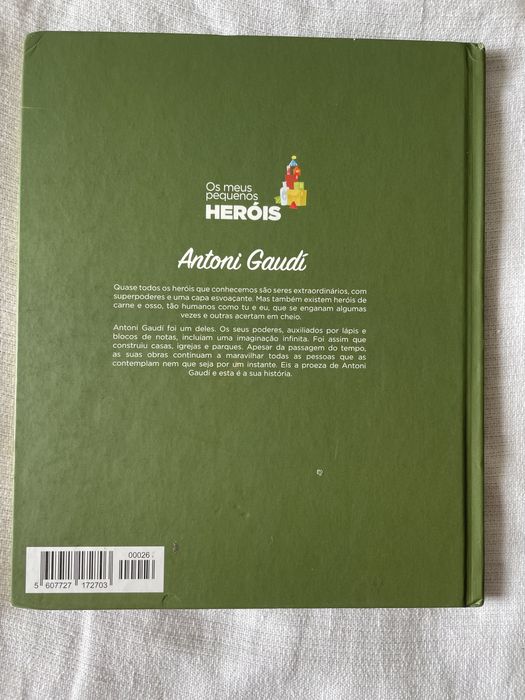 Os meus
pequenos
HERÓIS
Antoni Gaudí
Quase todos os heróis que conhecemos são seres extraordinários, com
superpoderes e uma capa esvoaçante. Mas também existem heróis de
carne e osso, tão humanos como tu e eu, que se enganam algumas
vezes e outras acertam em cheio.
Antoni Gaudí foi um deles. Os seus poderes, auxiliados por lápis e
blocos de notas, incluíam uma imaginação infinita. Foi assim que
construiu casas, igrejas e parques. Apesar da passagem do tempo,
as suas obras continuam a maravilhar todas as pessoas que as
contemplam nem que seja por um instante. Eis a proeza de Antoni
Gaudí e esta é a sua história.
00026
5 607727 172703